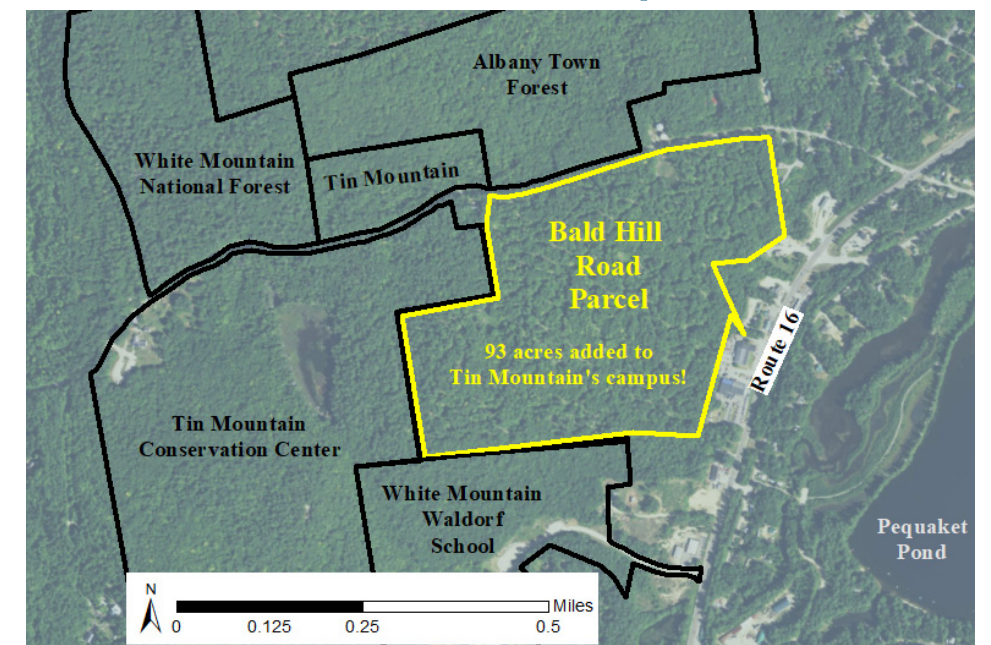 Albany Town
Forest
White Mountain
National Forest
Tin Mountain
Bald Hill
Road
Parcel
93 acres added to
Tin Mountain's campus!
Route 16
Tin Mountain
Conservation Center
White Mountain
Waldorf
School
Pequaket
Pond
N
Miles
0 0.125 0.25 0.5